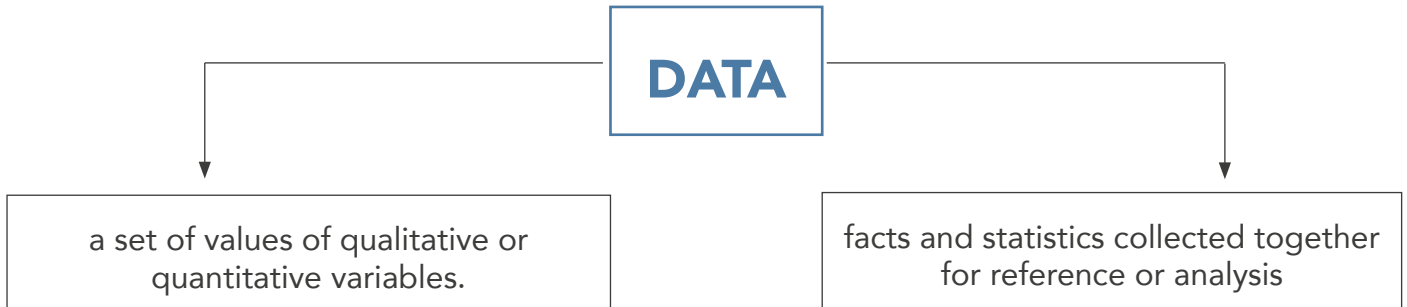 DATA
a set of values of qualitative or
quantitative variables.
facts and statistics collected together
for reference or analysis